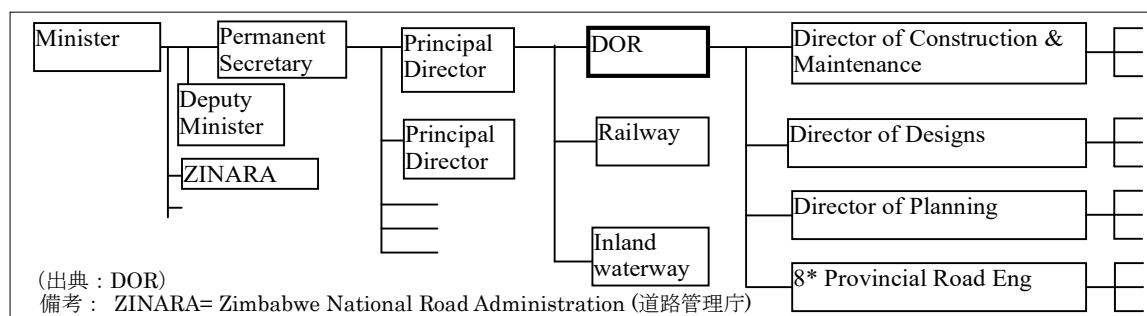 Minister
Permanent
Secretary
Principal
Director
DOR
Director of Construction &
Maintenance
Deputy
Minister
Principal
Director
Railway
Director of Designs
ZINARA
Director of Planning
Inland
waterway
8* Provincial Road Eng
(出典：DOR)
備考： ZINARA= Zimbabwe National Road Administration (道路管理庁)